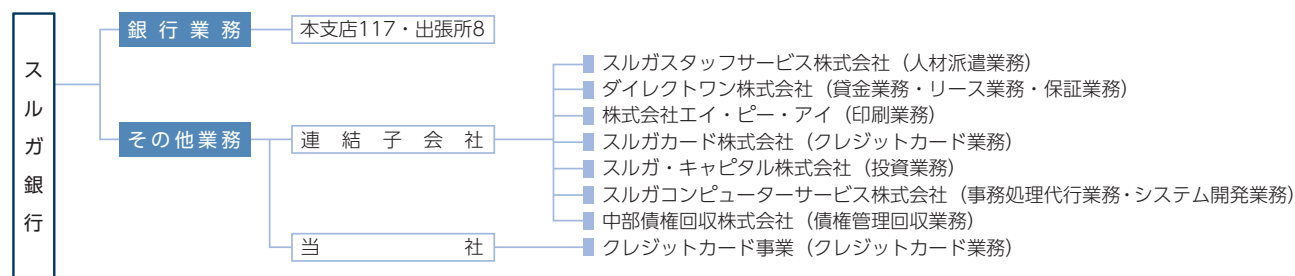 スルガ銀行
銀行業務
本支店117・出張所8
その他業務
連結子会社
スルガスタッフサービス株式会社（人材派遣業務）
ダイレクトワン株式会社（貸金業務・リース業務・保証業務）
株式会社エイ・ピー・アイ（印刷業務）
スルガカード株式会社（クレジットカード業務）
スルガ・キャピタル株式会社（投資業務）
スルガコンピューターサービス株式会社（事務処理代行業務・システム開発業務）
中部債権回収株式会社（債権管理回収業務）
当社
クレジットカード事業（クレジットカード業務）